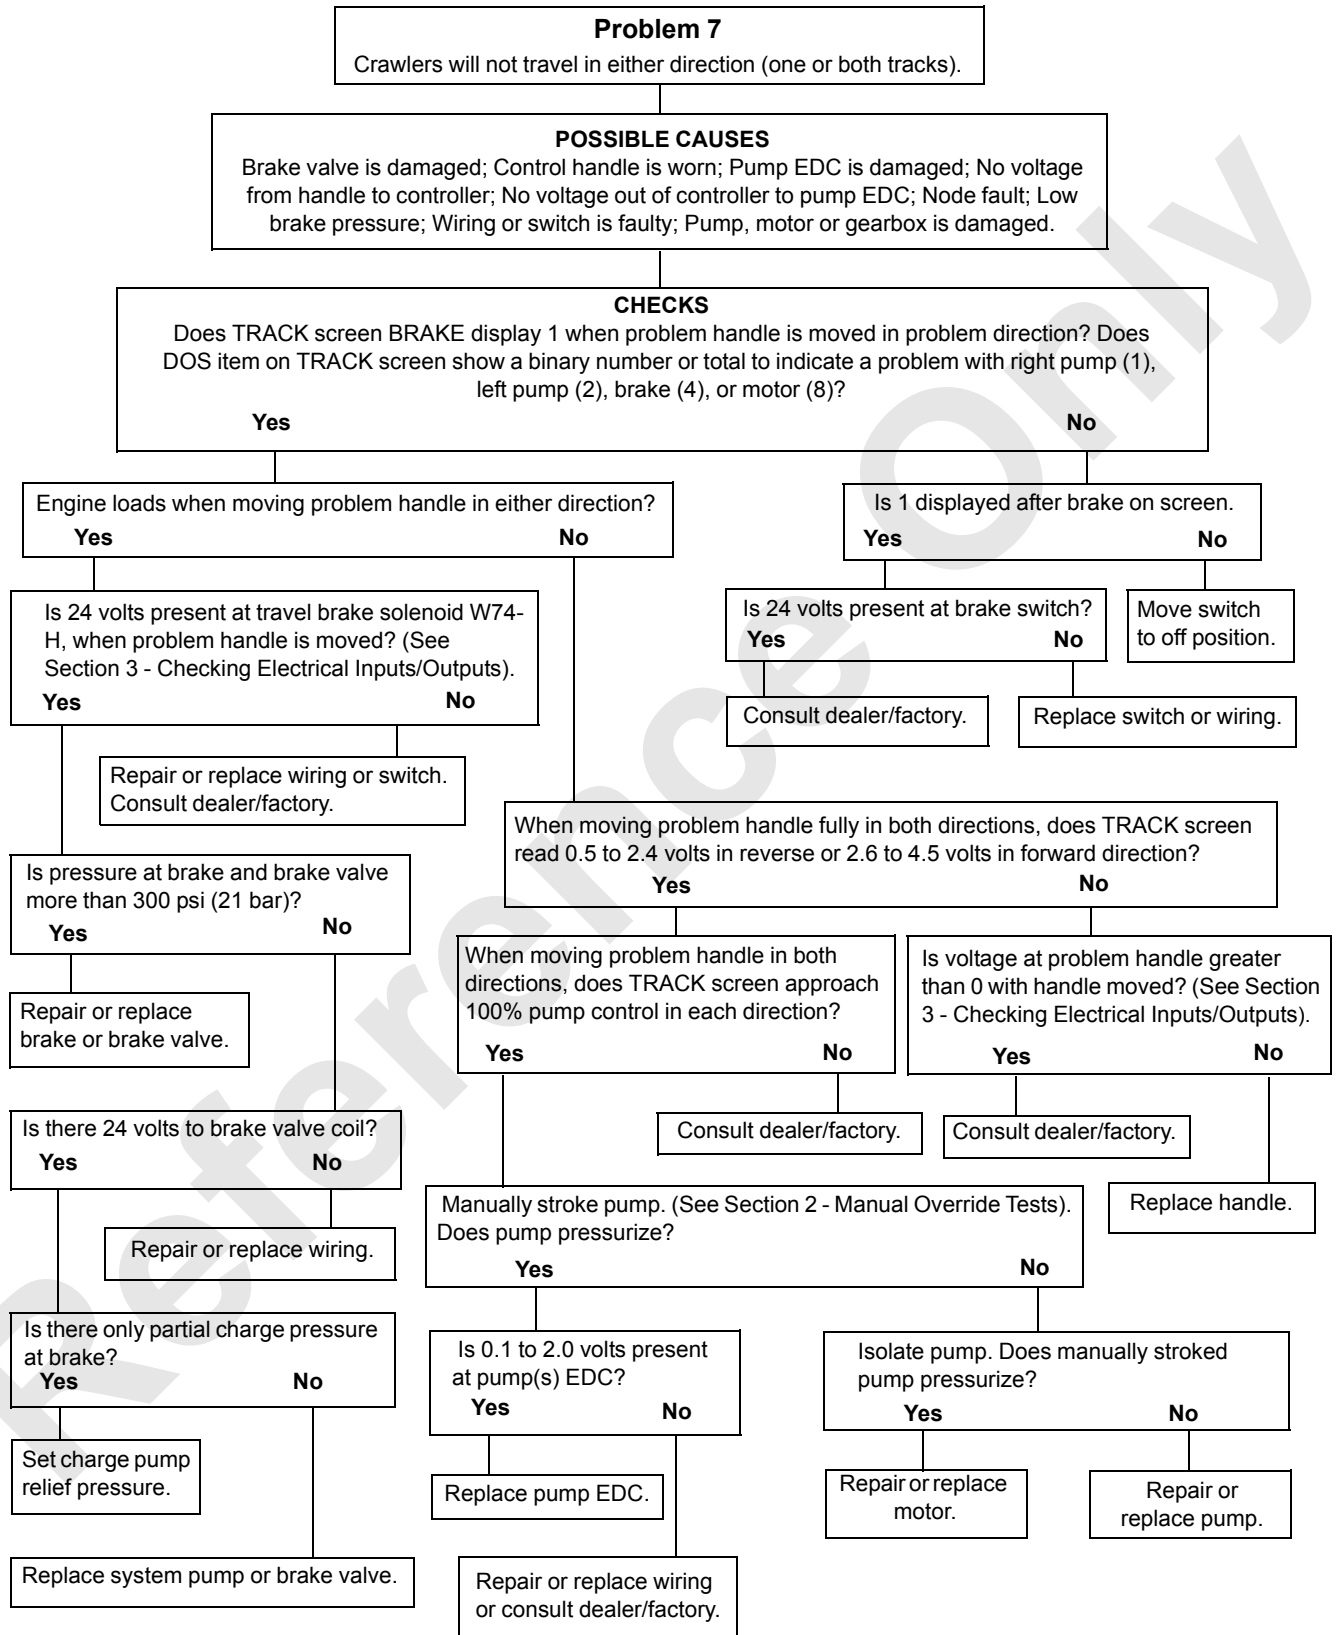 Problem 7
Crawlers will not travel in either direction (one or both tracks).
POSSIBLE CAUSES
Brake valve is damaged; Control handle is worn; Pump EDC is damaged; No voltage
from handle to controller; No voltage out of controller to pump EDC; Node fault; Low
brake pressure; Wiring or switch is faulty; Pump, motor or gearbox is damaged.
CHECKS
Does TRACK screen BRAKE display 1 when problem handle is moved in problem direction? Does
DOS item on TRACK screen show a binary number or total to indicate a problem with right pump (1),
left pump (2), brake (4), or motor (8)?
Yes No
Engine loads when moving problem handle in either direction?
Yes No
Is 1 displayed after brake on screen.
Yes No
Is 24 volts present at travel brake solenoid W74-
H, when problem handle is moved? (See
Section 3 - Checking Electrical Inputs/Outputs).
Yes No
Is 24 volts present at brake switch?
Yes No
Move switch
to off position.
Consult dealer/factory.
Replace switch or wiring.
Repair or replace wiring or switch.
Consult dealer/factory.
When moving problem handle fully in both directions, does TRACK screen
read 0.5 to 2.4 volts in reverse or 2.6 to 4.5 volts in forward direction?
Yes No
Is pressure at brake and brake valve
more than 300 psi (21 bar)?
Yes No
When moving problem handle in both
directions, does TRACK screen approach
100% pump control in each direction?
Yes No
Is voltage at problem handle greater
than 0 with handle moved? (See Section
3 - Checking Electrical Inputs/Outputs).
Yes No
Repair or replace
brake or brake valve.
Is there 24 volts to brake valve coil?
Yes No
Consult dealer/factory.
Consult dealer/factory.
Replace handle.
Manually stroke pump. (See Section 2 - Manual Override Tests).
Does pump pressurize?
Yes No
Repair or replace wiring.
Is there only partial charge pressure
at brake?
Yes No
Is 0.1 to 2.0 volts present
at pump(s) EDC?
Yes No
Isolate pump. Does manually stroked
pump pressurize?
Yes No
Set charge pump
relief pressure.
Replace pump EDC.
Repair or replace
motor.
Repair or
replace pump.
Replace system pump or brake valve.
Repair or replace wiring
or consult dealer/factory.
Reference Only